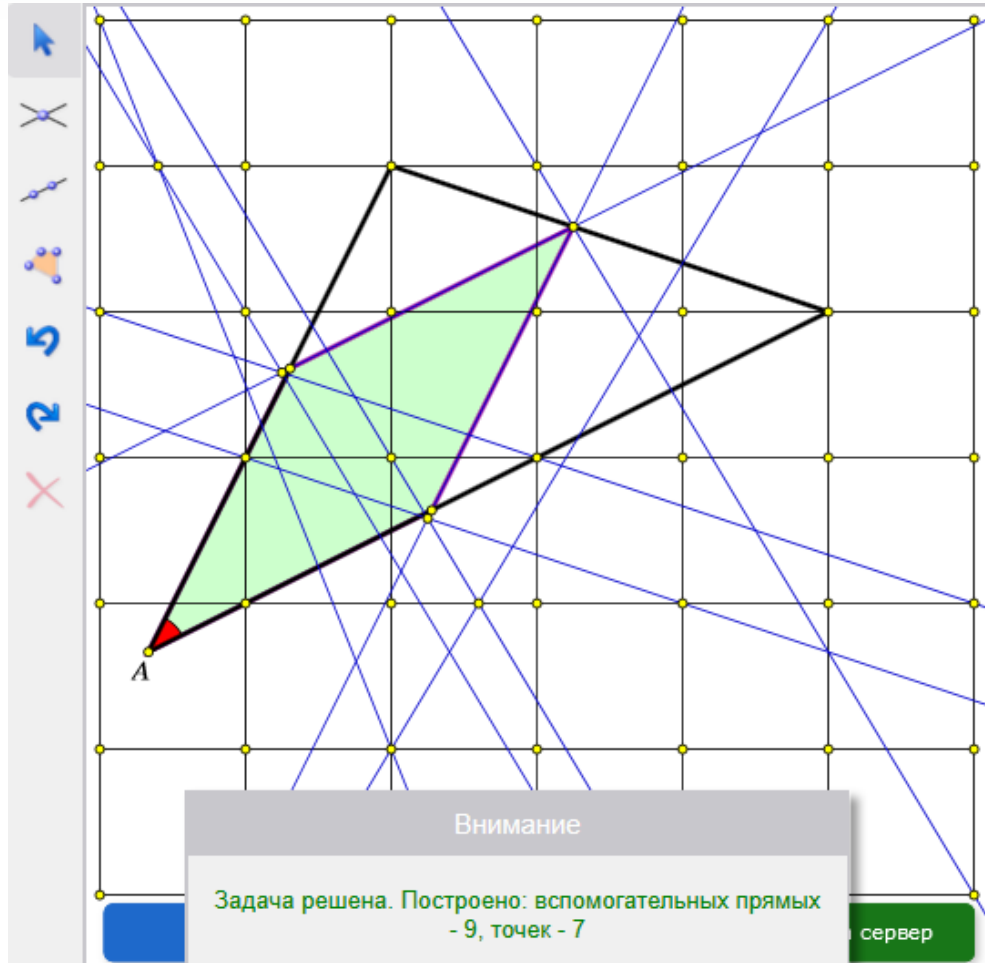 A
Внимание
Задача решена. Построено: вспомогательных прямых
- 9, точек - 7
сервер